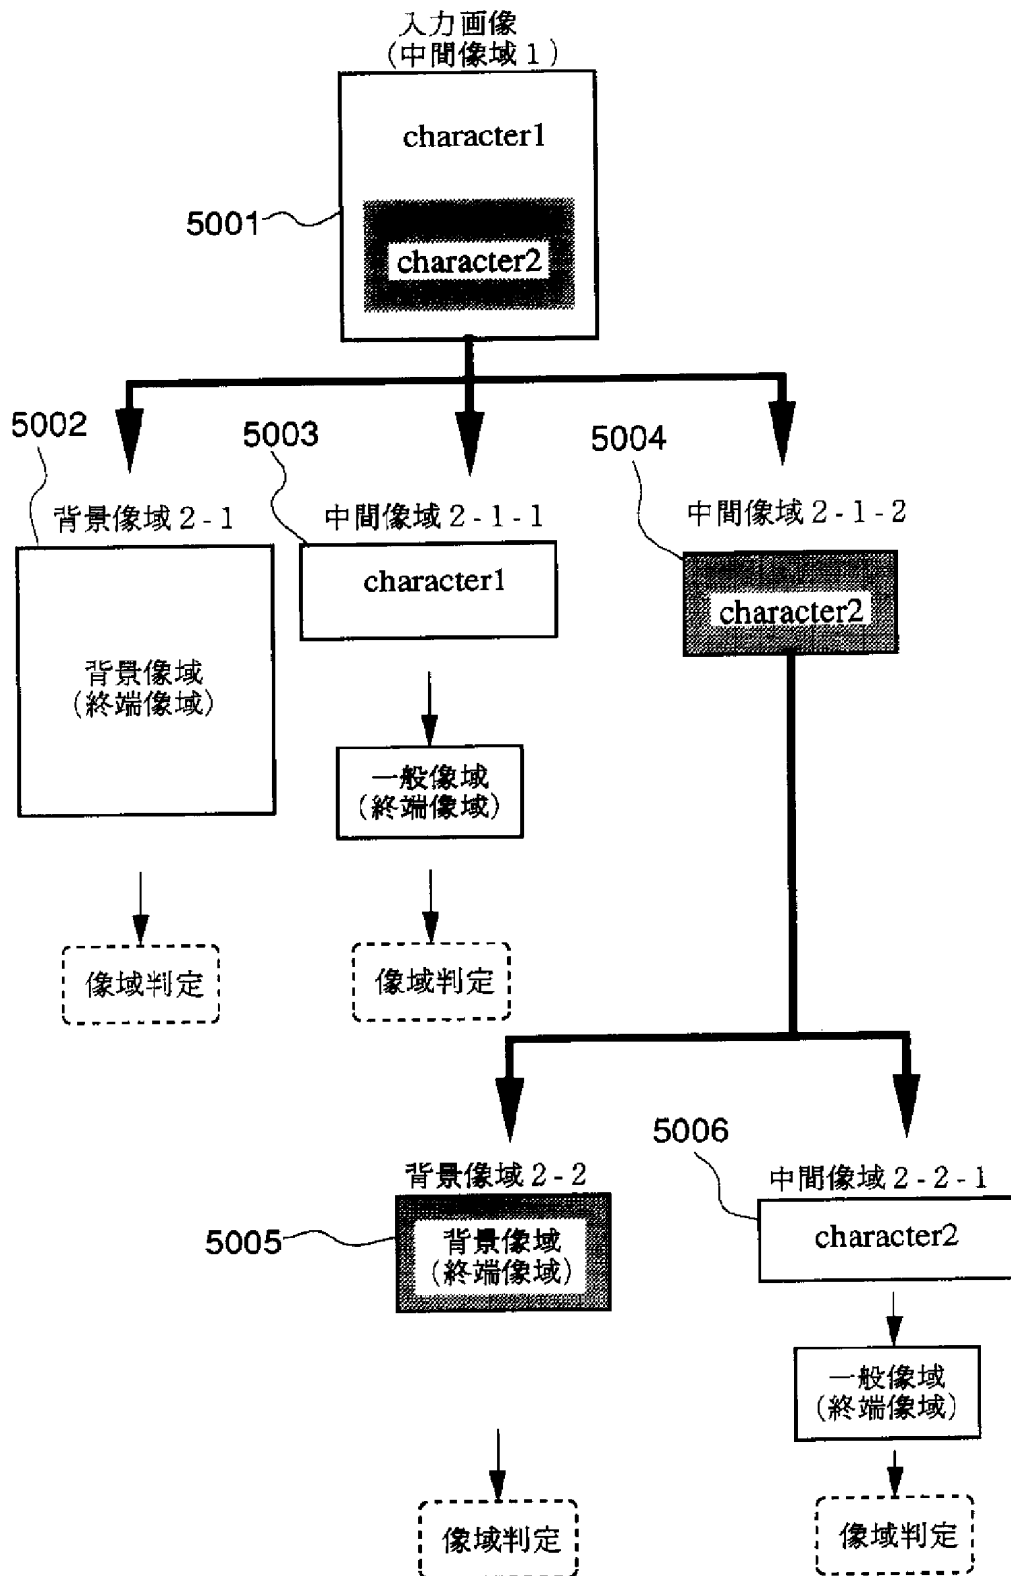 入力画像
(中間像域1)
character1
5001
character2
5002
5003
5004
背景像域2-1
中間像域2-1-1
中間像域2-1-2
character1
character2
背景像域
(終端像域)
一般像域
(終端像域)
像域判定
像域判定
5006
背景像域2-2
中間像域2-2-1
5005
背景像域
(終端像域)
character2
一般像域
(終端像域)
像域判定
像域判定